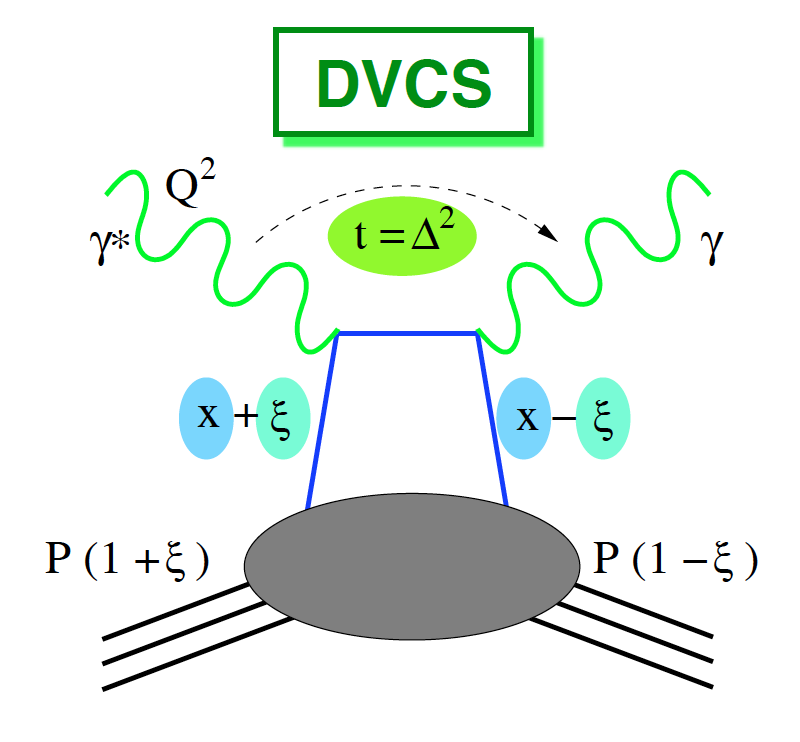 DVCS
Q²
γ* t = Δ² γ
x + ξ x − ξ
P (1 + ξ) P (1 − ξ)